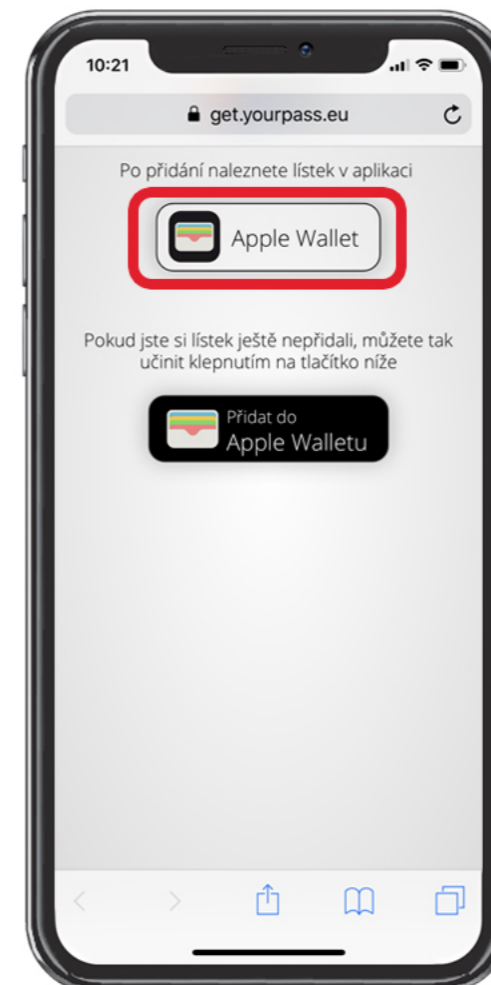 10:21
get.yourpass.eu
Po přidání naleznete lístek v aplikaci
Apple Wallet
Pokud jste si lístek ještě nepřidali, můžete tak
učinit klepnutím na tlačítko níže
Přidat do
Apple Walletu